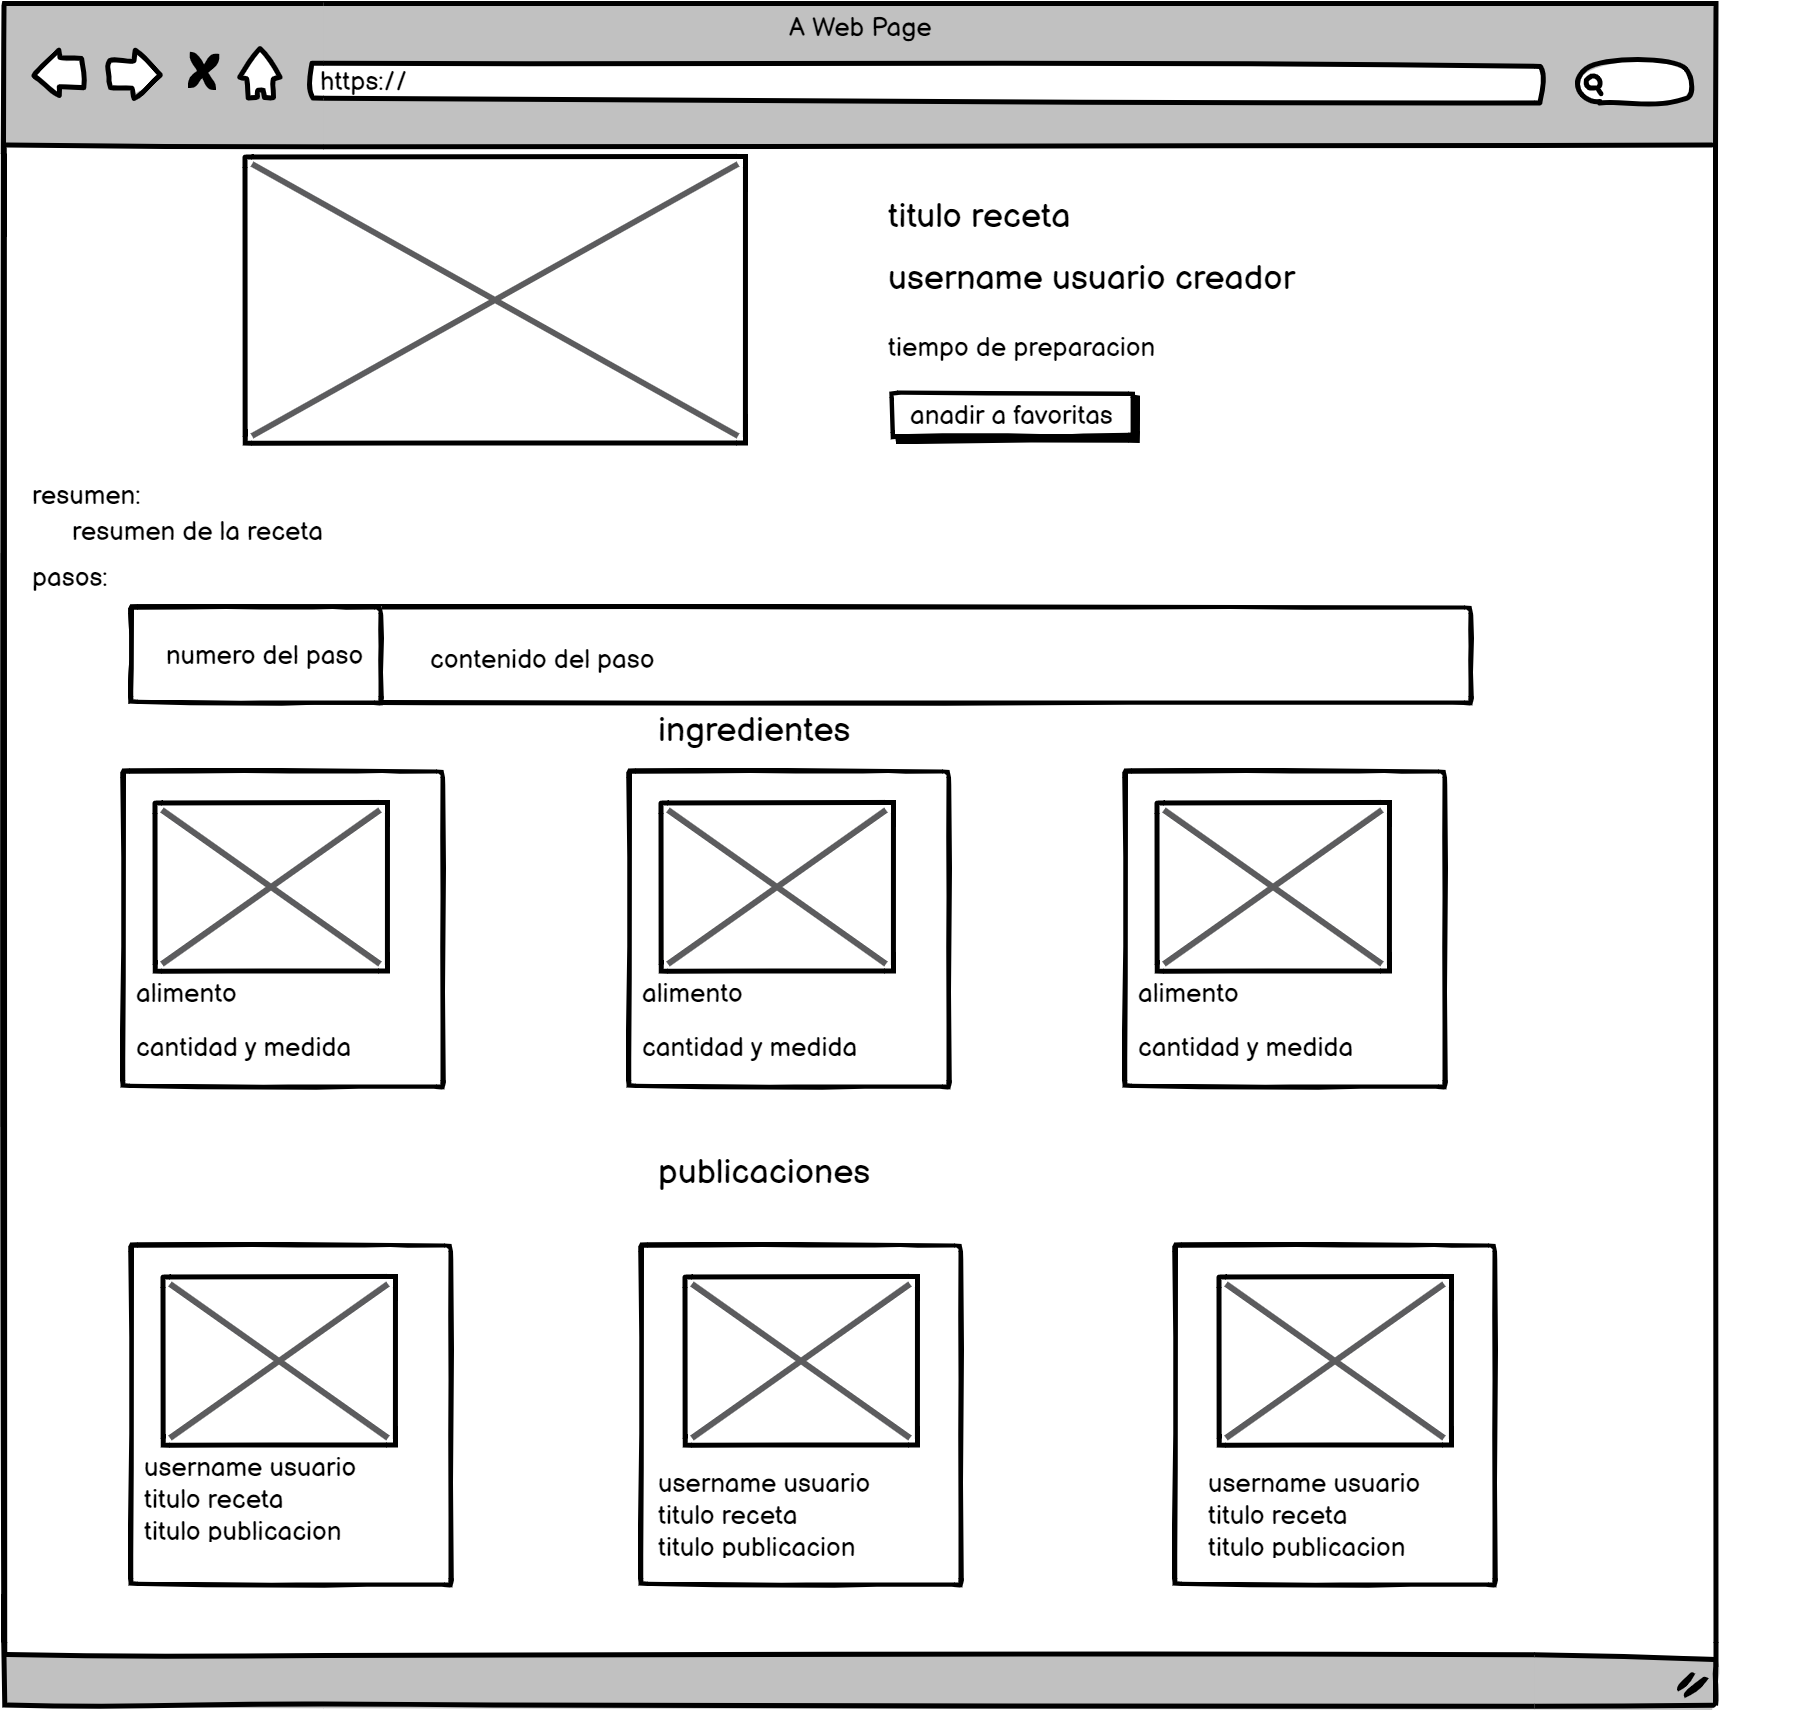 A Web Page
https://
titulo receta
username usuario creador
tiempo de preparacion
anadir a favoritas
resumen:
resumen de la receta
pasos:
numero del paso
contenido del paso
ingredientes
alimento
cantidad y medida
alimento
cantidad y medida
alimento
cantidad y medida
publicaciones
username usuario
titulo receta
titulo publicacion
username usuario
titulo receta
titulo publicacion
username usuario
titulo receta
titulo publicacion